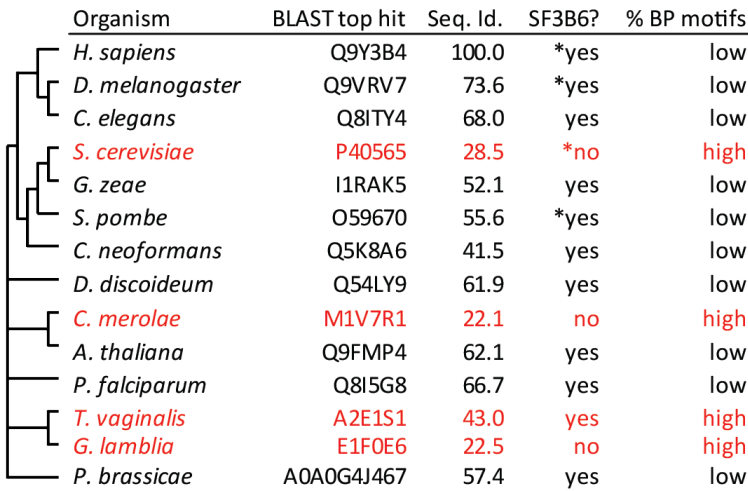 Organism BLAST top hit Seq. Id. SF3B6? % BP motifs
H. sapiens Q9Y3B4 100.0 *yes low
D. melanogaster Q9VRV7 73.6 *yes low
C. elegans Q8ITY4 68.0 yes low
S. cerevisiae P40565 28.5 *no high
G. zeae I1RAK5 52.1 yes low
S. pombe O59670 55.6 *yes low
C. neoformans Q5K8A6 41.5 yes low
D. discoideum Q54LY9 61.9 yes low
C. merolae M1V7R1 22.1 no high
A. thaliana Q9FMP4 62.1 yes low
P. falciparum Q8I5G8 66.7 yes low
T. vaginalis A2E1S1 43.0 yes high
G. lamblia E1F0E6 22.5 no high
P. brassicae A0A0G4J467 57.4 yes low